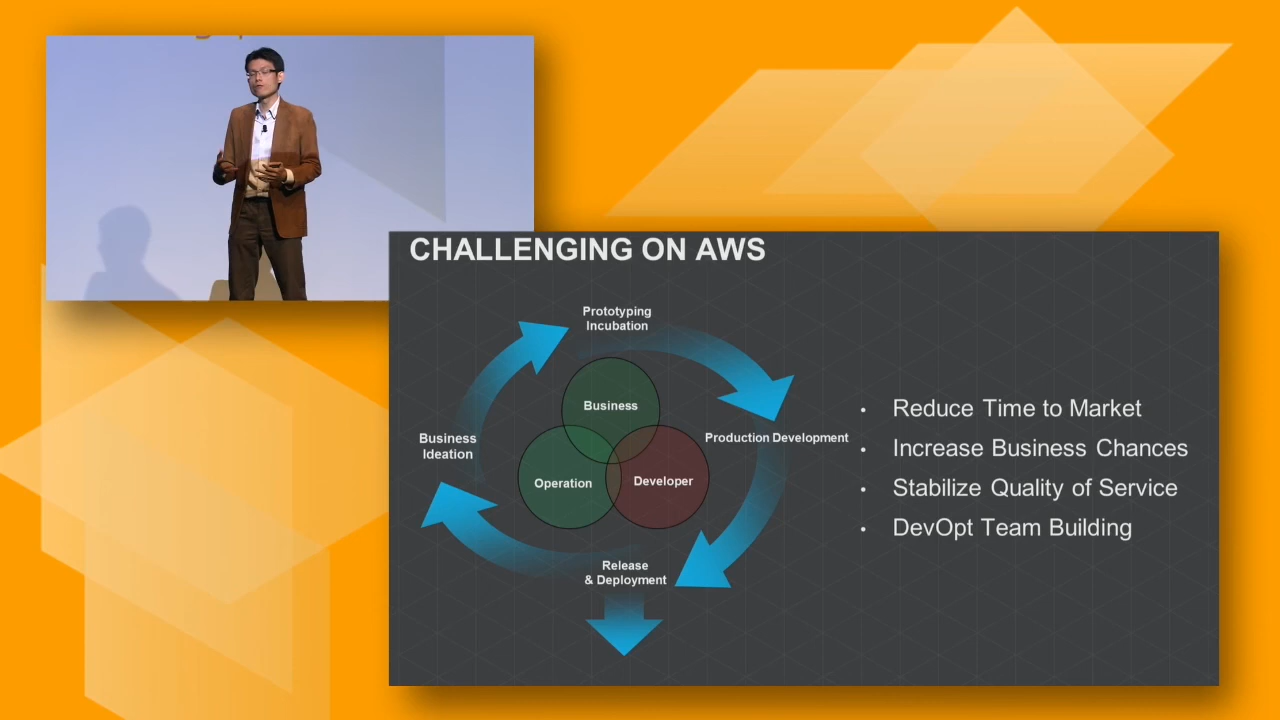 CHALLENGING ON AWS
Prototyping
Incubation
Business
Business
Ideation
Production Development
Operation
Developer
Release
& Deployment
• Reduce Time to Market
• Increase Business Chances
• Stabilize Quality of Service
• DevOpt Team Building